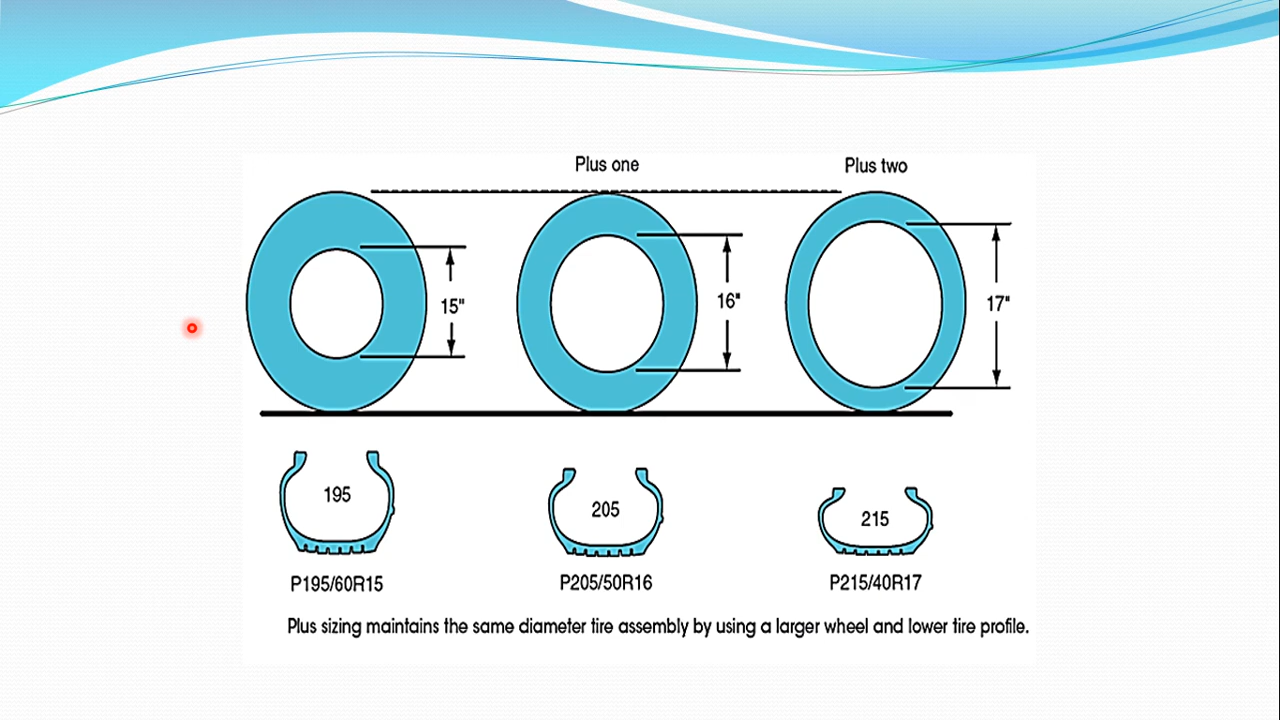 Plus one
Plus two
15"
16"
17"
195
205
215
P195/60R15
P205/50R16
P215/40R17
Plus sizing maintains the same diameter tire assembly by using a larger wheel and lower tire profile.